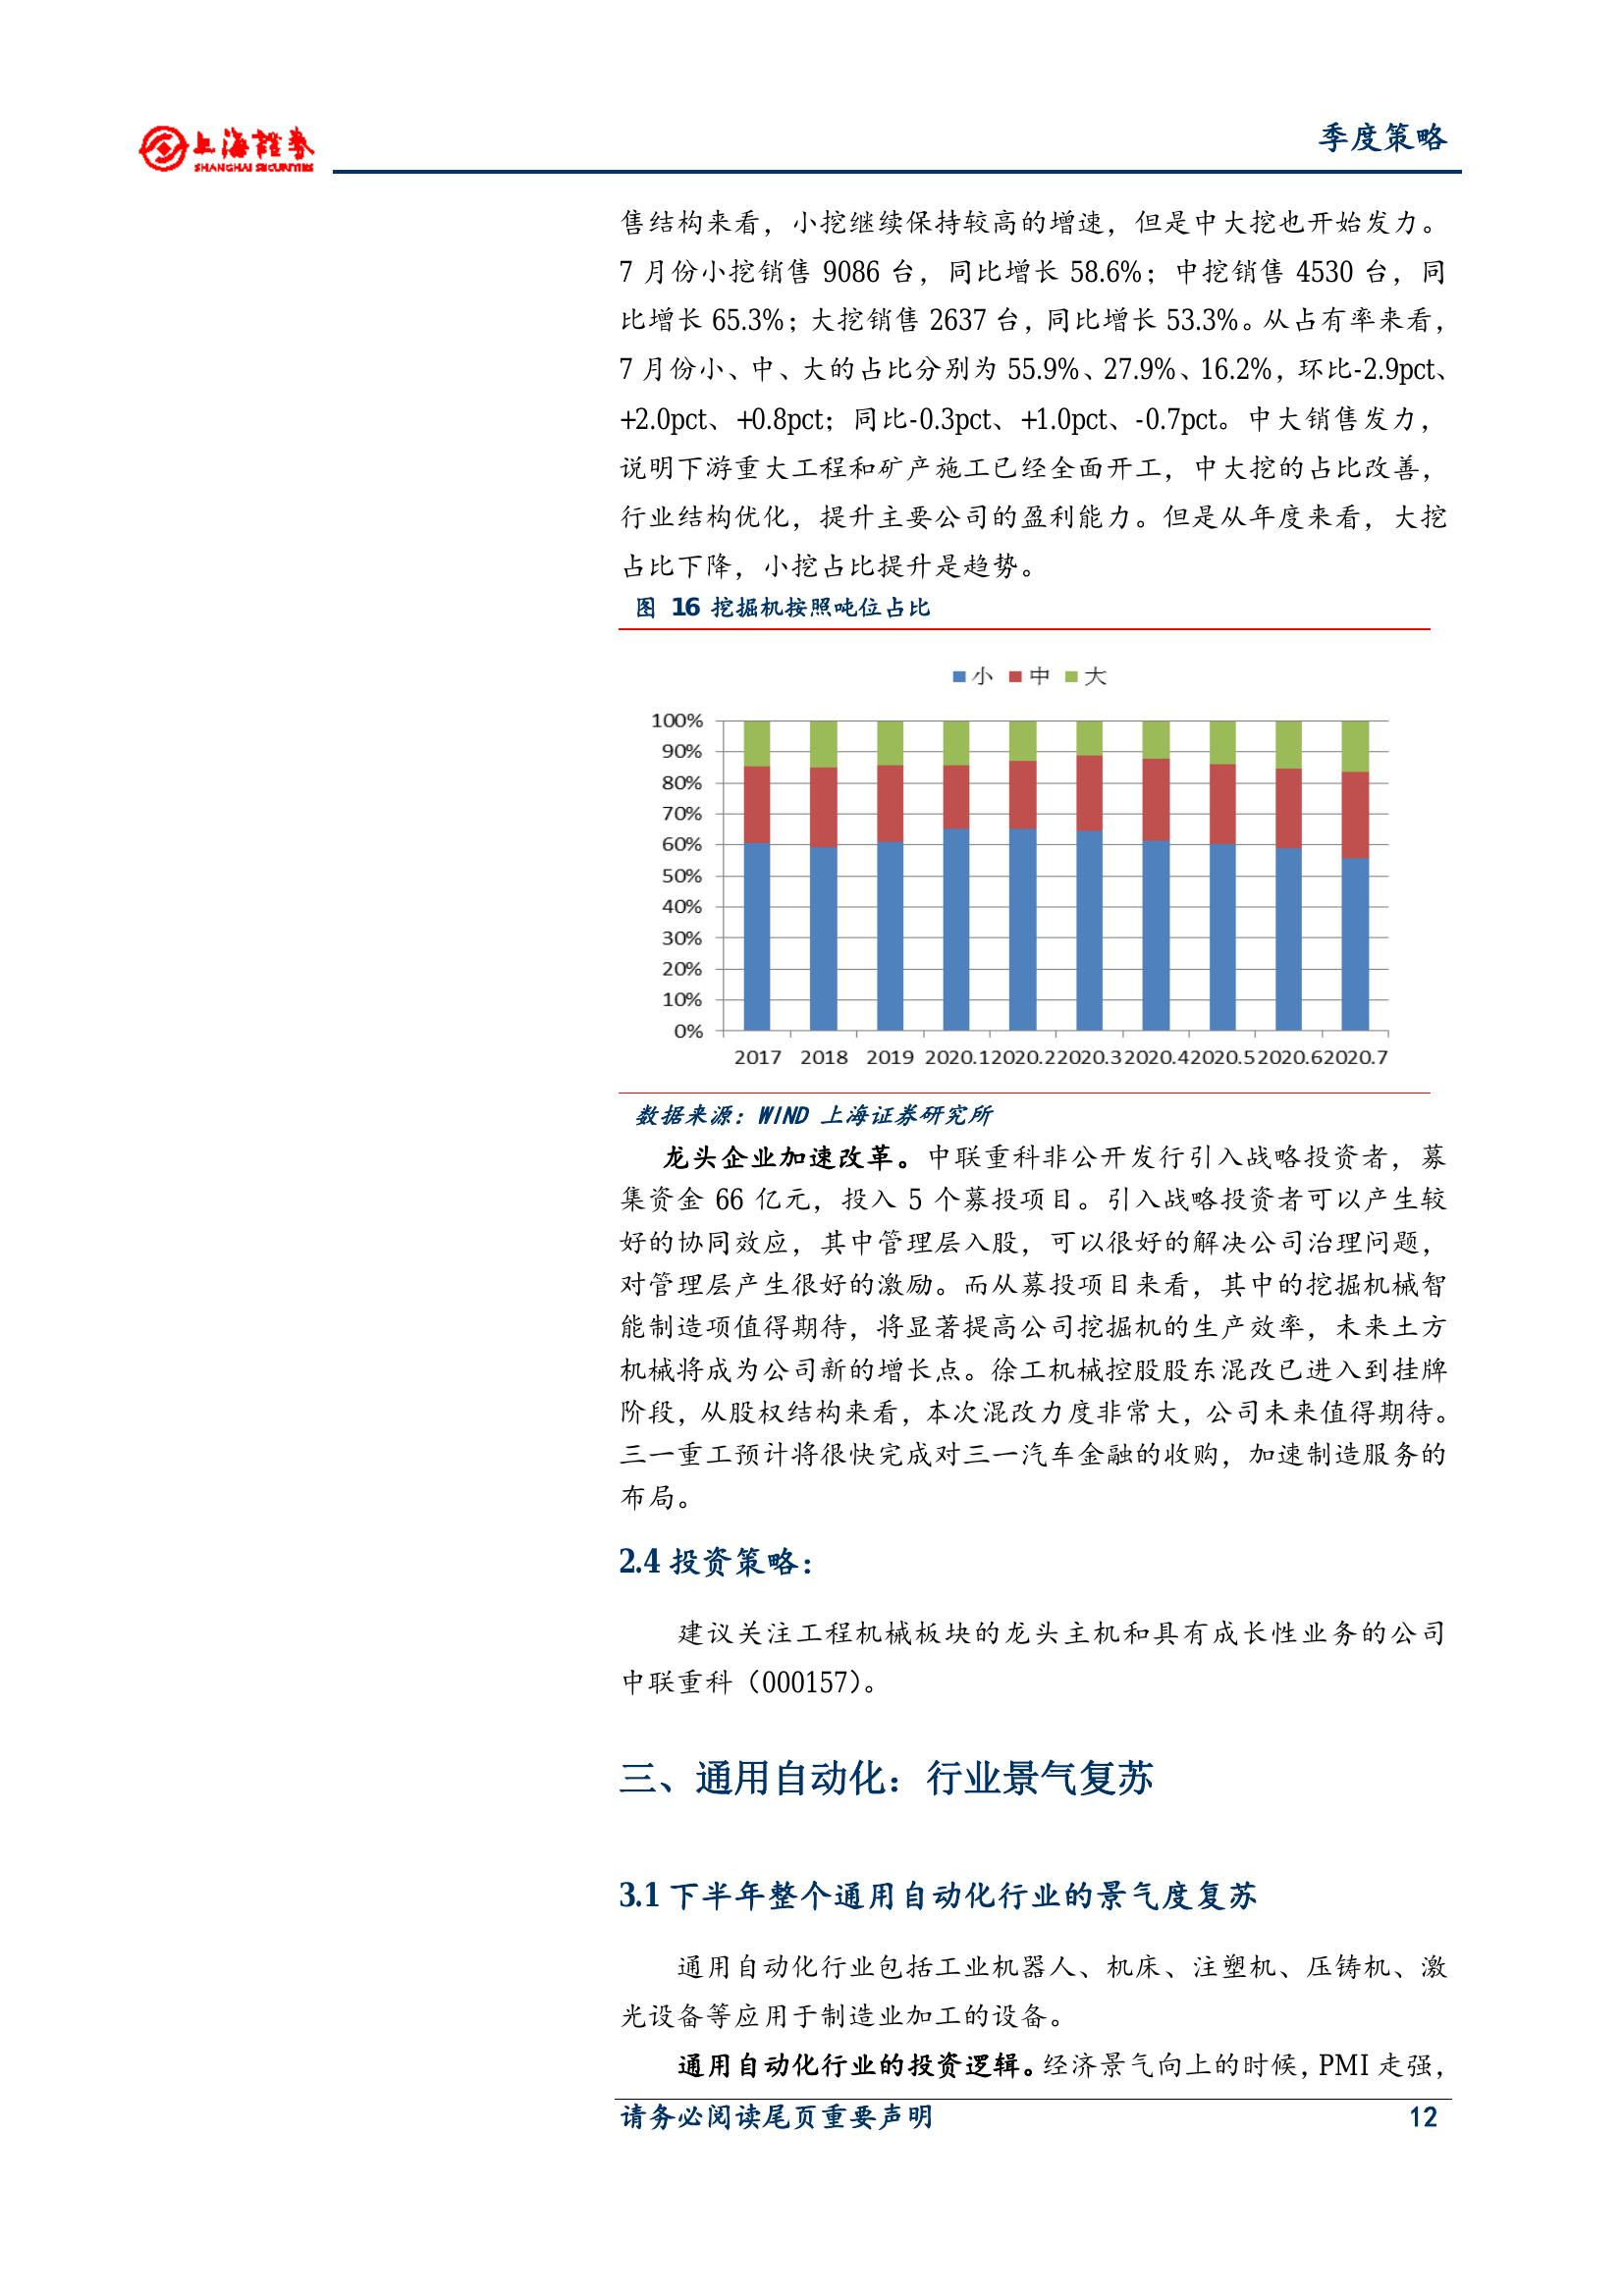 上海證券
SHANGHAI SECURITIES
季度策略
售结构来看，小挖继续保持较高的增速，但是中大挖也开始发力。
7 月份小挖销售 9086 台，同比增长 58.6%；中挖销售 4530 台，同
比增长 65.3%；大挖销售 2637 台，同比增长 53.3%。从占有率来看，
7 月份小、中、大的占比分别为 55.9%、27.9%、16.2%，环比-2.9pct、
+2.0pct、+0.8pct；同比-0.3pct、+1.0pct、-0.7pct。中大销售发力，
说明下游重大工程和矿产施工已经全面开工，中大挖的占比改善，
行业结构优化，提升主要公司的盈利能力。但是从年度来看，大挖
占比下降，小挖占比提升是趋势。
图 16 挖掘机按照吨位占比
小 中 大
100%
90%
80%
70%
60%
50%
40%
30%
20%
10%
0%
2017 2018 2019 2020.1 2020.2 2020.3 2020.4 2020.5 2020.6 2020.7
数据来源：WIND 上海证券研究所
龙头企业加速改革。中联重科非公开发行引入战略投资者，募
集资金 66 亿元，投入 5 个募投项目。引入战略投资者可以产生较
好的协同效应，其中管理层入股，可以很好的解决公司治理问题，
对管理层产生很好的激励。而从募投项目来看，其中的挖掘机械智
能制造项值得期待，将显著提高公司挖掘机的生产效率，未来土方
机械将成为公司新的增长点。徐工机械控股股东混改已进入到挂牌
阶段，从股权结构来看，本次混改力度非常大，公司未来值得期待。
三一重工预计将很快完成对三一汽车金融的收购，加速制造服务的
布局。
2.4 投资策略：
建议关注工程机械板块的龙头主机和具有成长性业务的公司
中联重科（000157）。
三、通用自动化：行业景气复苏
3.1 下半年整个通用自动化行业的景气度复苏
通用自动化行业包括工业机器人、机床、注塑机、压铸机、激
光设备等应用于制造业加工的设备。
通用自动化行业的投资逻辑。经济景气向上的时候，PMI 走强，
请务必阅读尾页重要声明 12